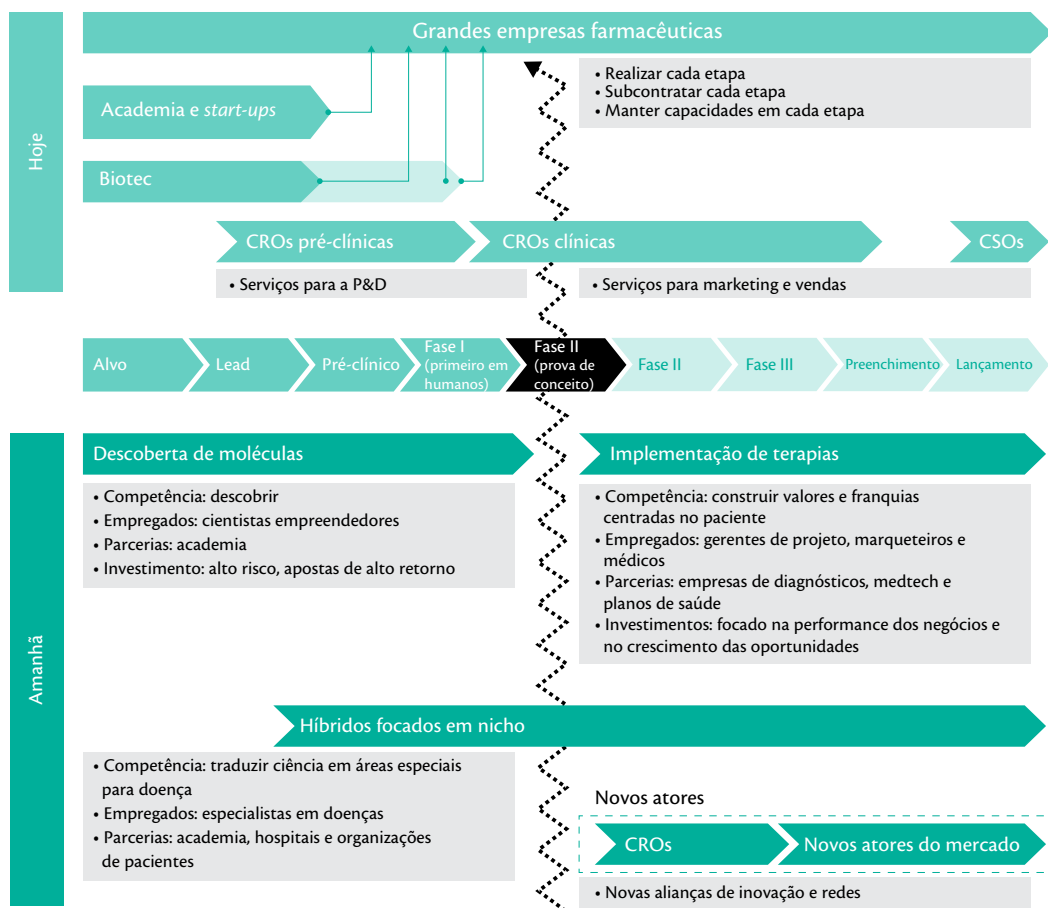 Hoje
Grandes empresas farmacêuticas
• Realizar cada etapa
• Subcontratar cada etapa
• Manter capacidades em cada etapa
Academia e start-ups
Biotec
CROs pré-clínicas
CROs clínicas
CSOs
• Serviços para a P&D
• Serviços para marketing e vendas
Alvo
Lead
Pré-clínico
Fase I
(primeiro em
humanos)
Fase II
(prova de
conceito)
Fase II
Fase III
Preenchimento
Lançamento
Amanhã
Descoberta de moléculas
• Competência: descobrir
• Empregados: cientistas empreendedores
• Parcerias: academia
• Investimento: alto risco, apostas de alto retorno
Implementação de terapias
• Competência: construir valores e franquias
centradas no paciente
• Empregados: gerentes de projeto, marqueteiros e
médicos
• Parcerias: empresas de diagnósticos, medtech e
planos de saúde
• Investimentos: focado na performance dos negócios e
no crescimento das oportunidades
Híbridos focados em nicho
• Competência: traduzir ciência em áreas especiais
para doença
• Empregados: especialistas em doenças
• Parcerias: academia, hospitais e organizações
de pacientes
Novos atores
CROs
Novos atores do mercado
• Novas alianças de inovação e redes